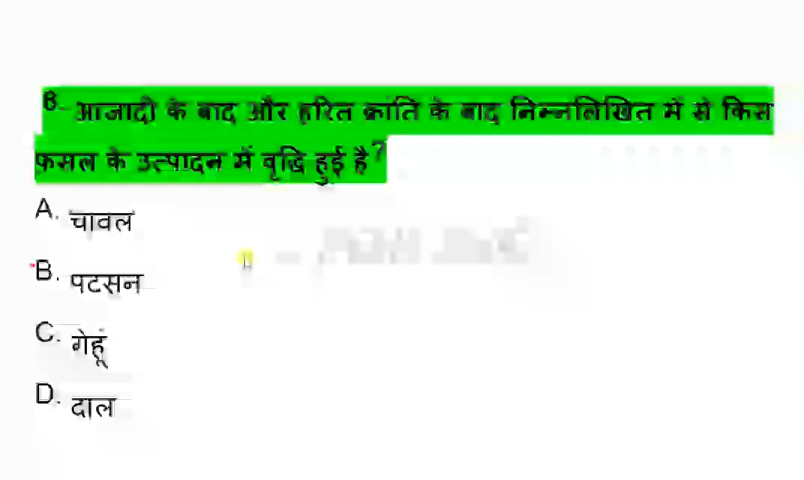 8. आजादी के बाद और हरित क्रांति के बाद निम्नलिखित में से किस
फसल के उत्पादन में वृद्धि हुई है?
A. चावल
B. पटसन
C. गेहूं
D. दाल